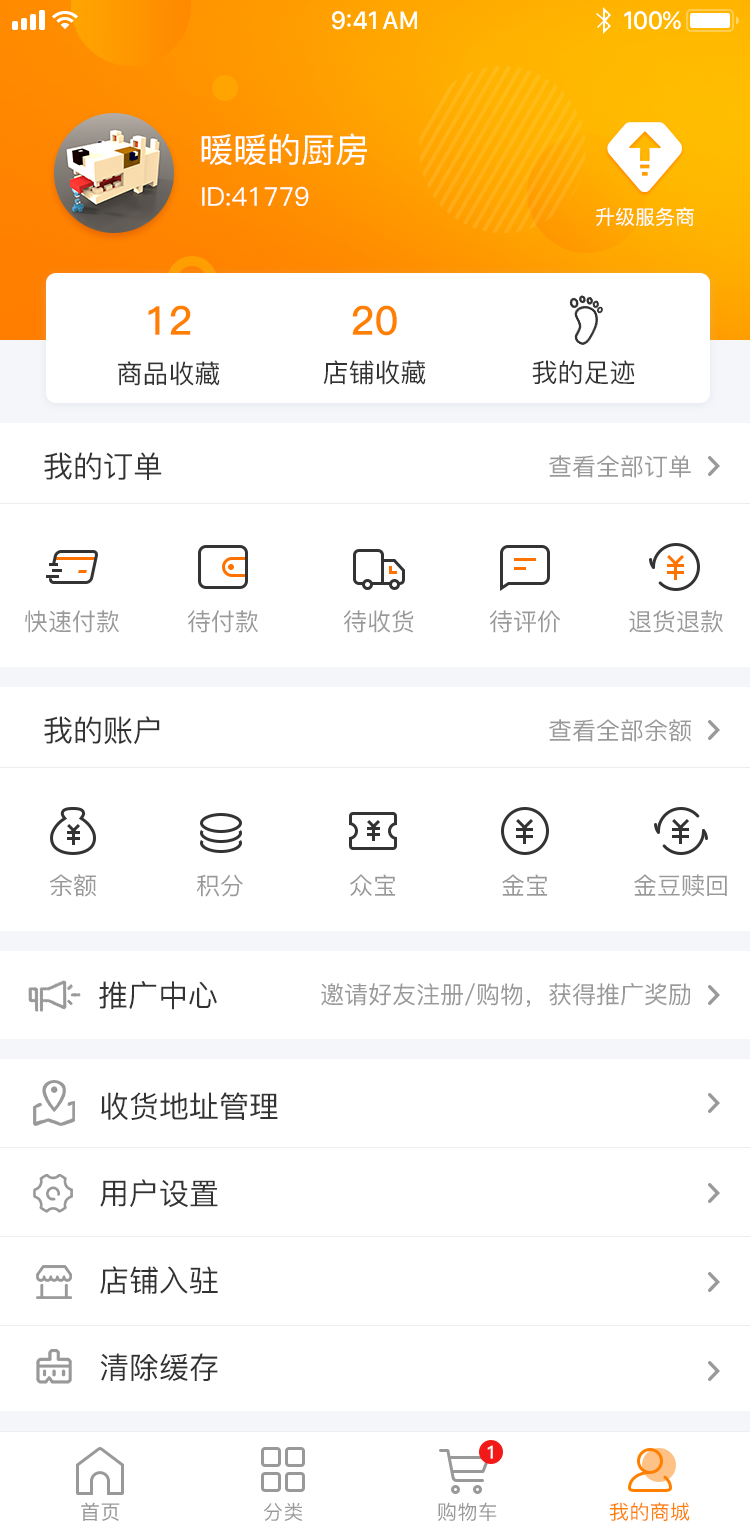 9:41 AM
100%
暖暖的厨房
ID:41779
升级服务商
12
20
商品收藏
店铺收藏
我的足迹
我的订单
查看全部订单
快速付款
待付款
待收货
待评价
退货退款
我的账户
查看全部余额
余额
积分
众宝
金宝
金豆赎回
推广中心
邀请好友注册/购物，获得推广奖励
收货地址管理
用户设置
店铺入驻
清除缓存
1
首页
分类
购物车
我的商城